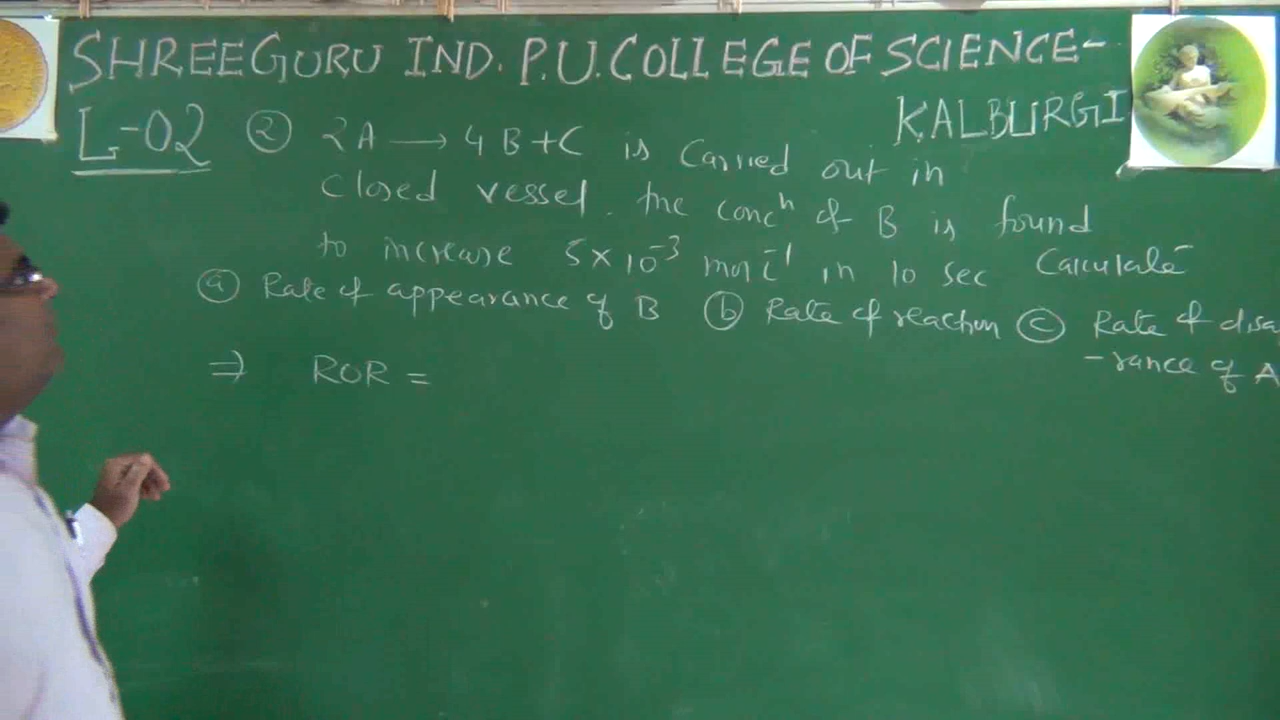 SHREEGURU IND. P.U. COLLEGE OF SCIENCE-
KALBURGI
L-02 ② 2A → 4B+C is Carried out in
closed vessel. The concⁿ of B is found
to increase 5×10⁻³ mol L⁻¹ in 10 sec Calculate
ⓐ Rate of appearance of B ⓑ Rate of reaction ⓒ Rate of disa
-rance of A
⇒ ROR =